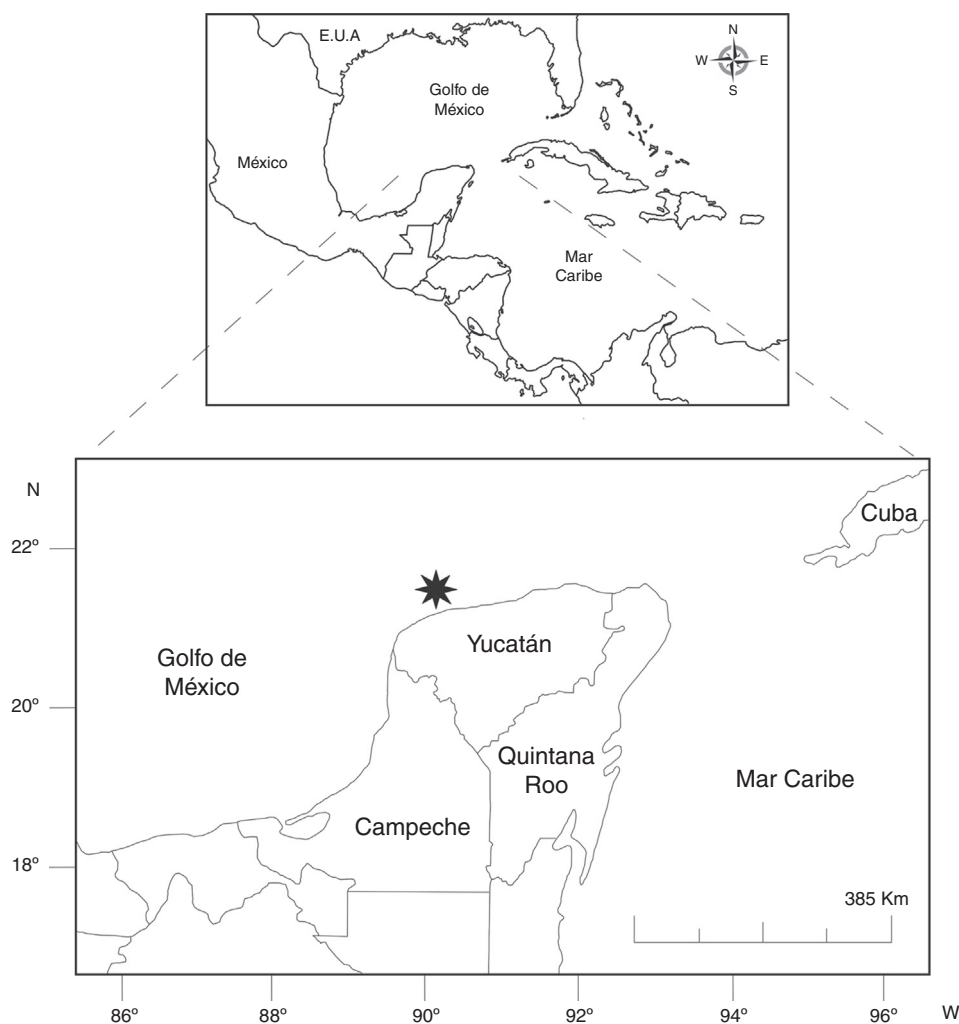 E.U.A
N
W
E
S
Golfo de
México
México
Mar
Caribe
N
Cuba
22º
Yucatán
Golfo de
México
20º
Quintana
Roo
Mar Caribe
Campeche
18º
385 Km
86º
88º
90º
92º
94º
96º
W